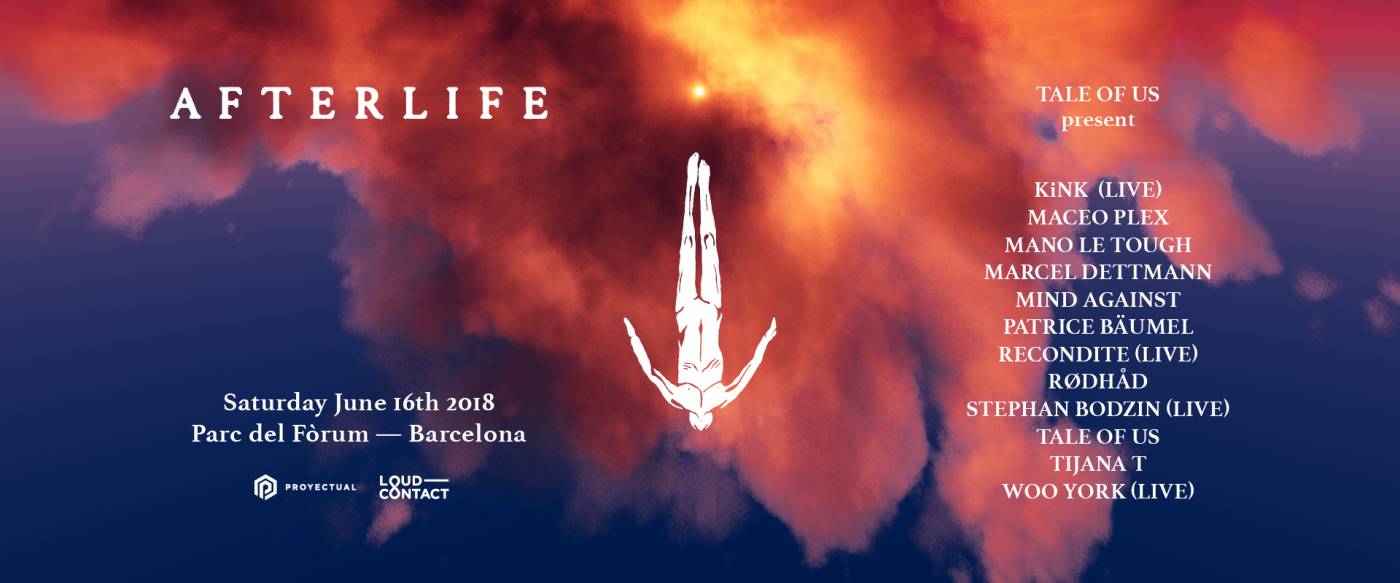 AFTERLIFE
Saturday June 16th 2018
Parc del Fòrum — Barcelona
PROYECTUAL
LOUD
CONTACT
TALE OF US
present
KiNK (LIVE)
MACEO PLEX
MANO LE TOUGH
MARCEL DETTMANN
MIND AGAINST
PATRICE BÄUMEL
RECONDITE (LIVE)
RØDHÅD
STEPHAN BODZIN (LIVE)
TALE OF US
TIJANA T
WOO YORK (LIVE)